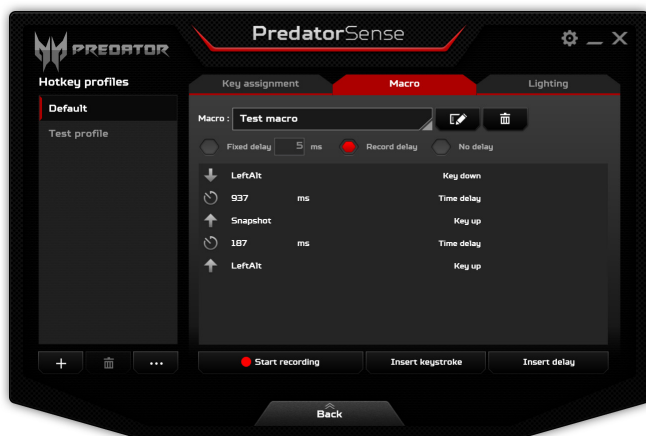 PREDATOR
PredatorSense
Hotkey profiles
Default
Test profile
Key assignment
Macro
Lighting
Macro : Test macro
Fixed delay 5 ms Record delay No delay
LeftAlt Key down
937 ms Time delay
Snapshot Key up
187 ms Time delay
LeftAlt Key up
Start recording
Insert keystroke
Insert delay
Back